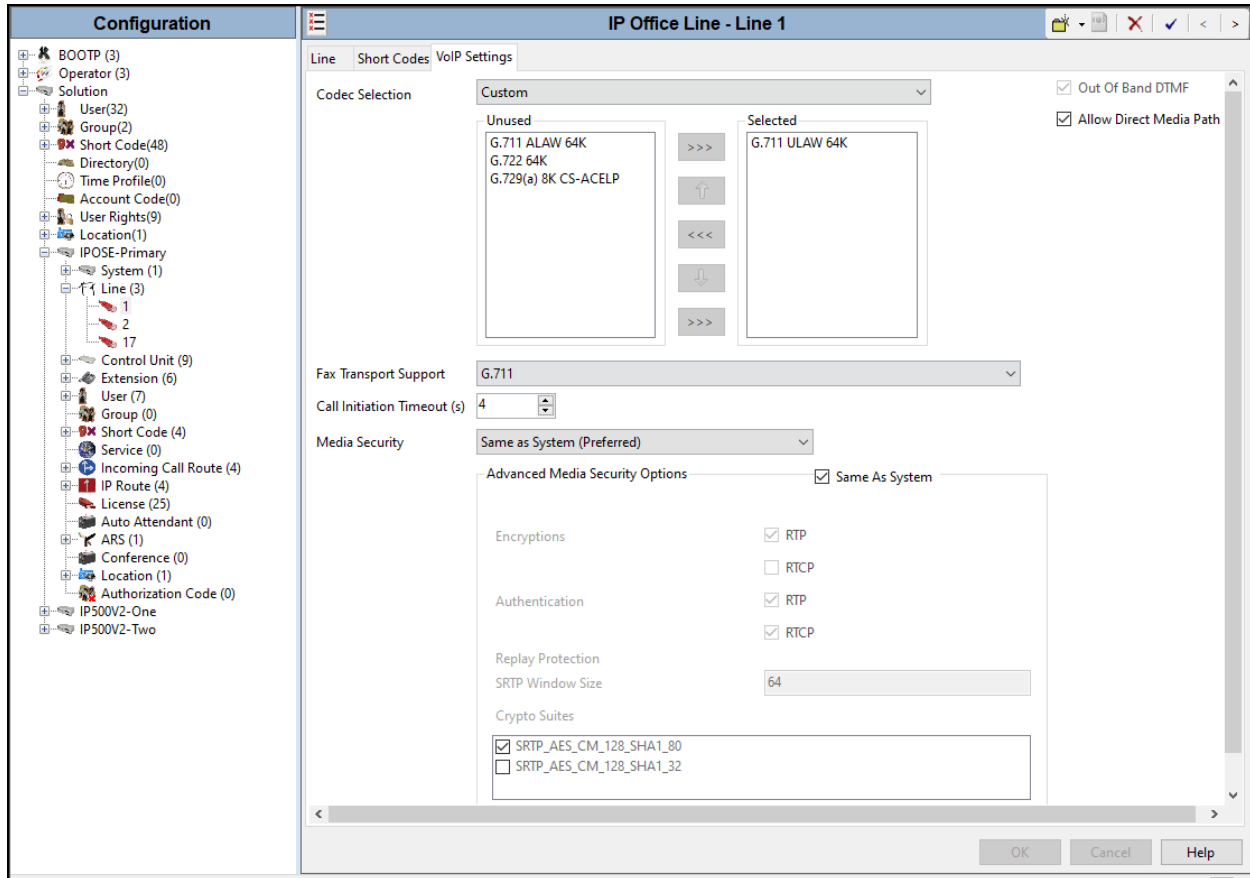 Configuration
BOOTP (3)
Operator (3)
Solution
User(32)
Group(2)
Short Code(48)
Directory(0)
Time Profile(0)
Account Code(0)
User Rights(9)
Location(1)
IPOSE-Primary
System (1)
Line (3)
1
2
17
Control Unit (9)
Extension (6)
User (7)
Group (0)
Short Code (4)
Service (0)
Incoming Call Route (4)
IP Route (4)
License (25)
Auto Attendant (0)
ARS (1)
Conference (0)
Location (1)
Authorization Code (0)
IP500V2-One
IP500V2-Two
IP Office Line - Line 1
Line Short Codes VoIP Settings
Codec Selection Custom
Out Of Band DTMF
Allow Direct Media Path
Unused Selected
G.711 ALAW 64K >>> G.711 ULAW 64K
G.722 64K
G.729(a) 8K CS-ACELP
<<<
>>>
Fax Transport Support G.711
Call Initiation Timeout (s) 4
Media Security Same as System (Preferred)
Advanced Media Security Options Same As System
Encryptions RTP
RTCP
Authentication RTP
RTCP
Replay Protection
SRTP Window Size 64
Crypto Suites
SRTP_AES_CM_128_SHA1_80
SRTP_AES_CM_128_SHA1_32
OK Cancel Help